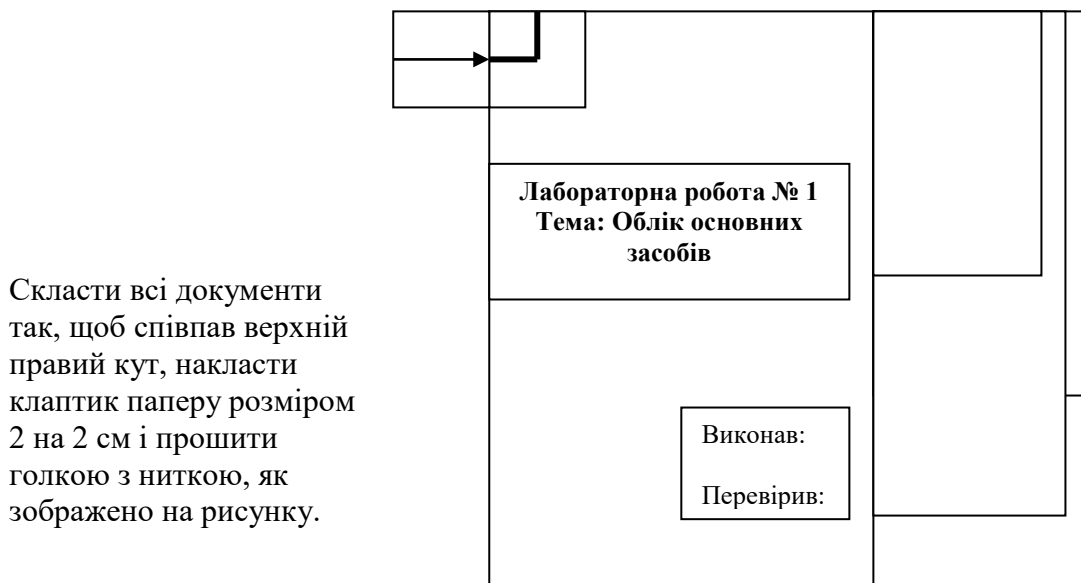 Лабораторна робота № 1
Тема: Облік основних
засобів
Скласти всі документи
так, щоб співпав верхній
правий кут, накласти
клаптик паперу розміром
2 на 2 см і прошити
голкою з ниткою, як
зображено на рисунку.
Виконав:
Перевірив: